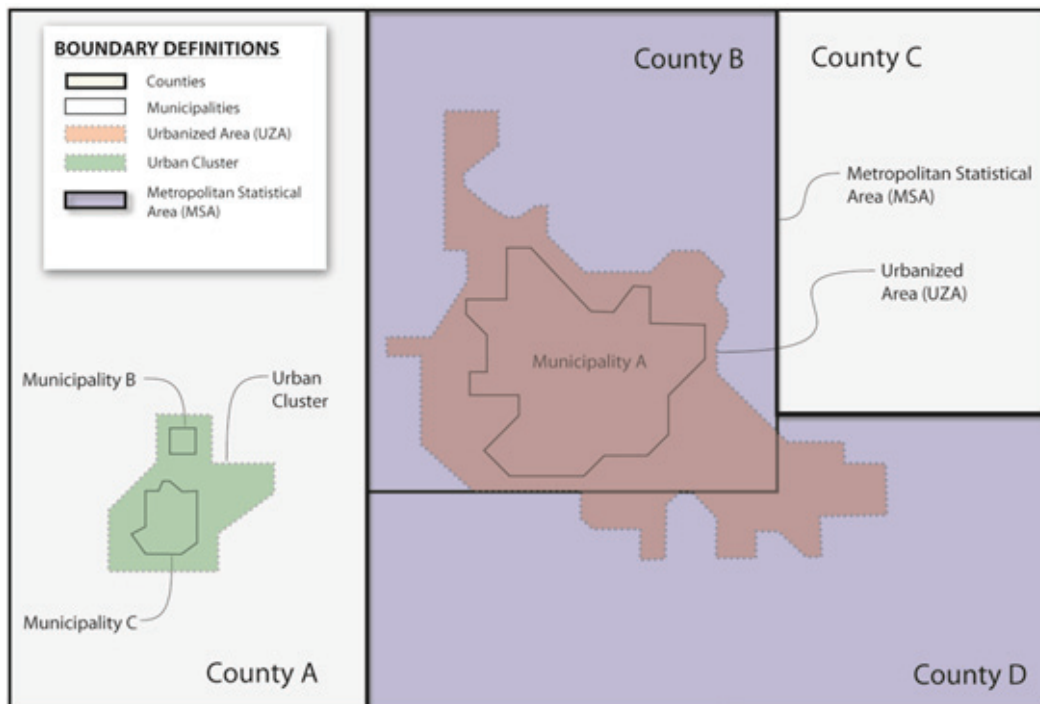 BOUNDARY DEFINITIONS
Counties
Municipalities
Urbanized Area (UZA)
Urban Cluster
Metropolitan Statistical
Area (MSA)
County B
County C
Metropolitan Statistical
Area (MSA)
Urbanized
Area (UZA)
Municipality A
Municipality B
Urban
Cluster
Municipality C
County A
County D